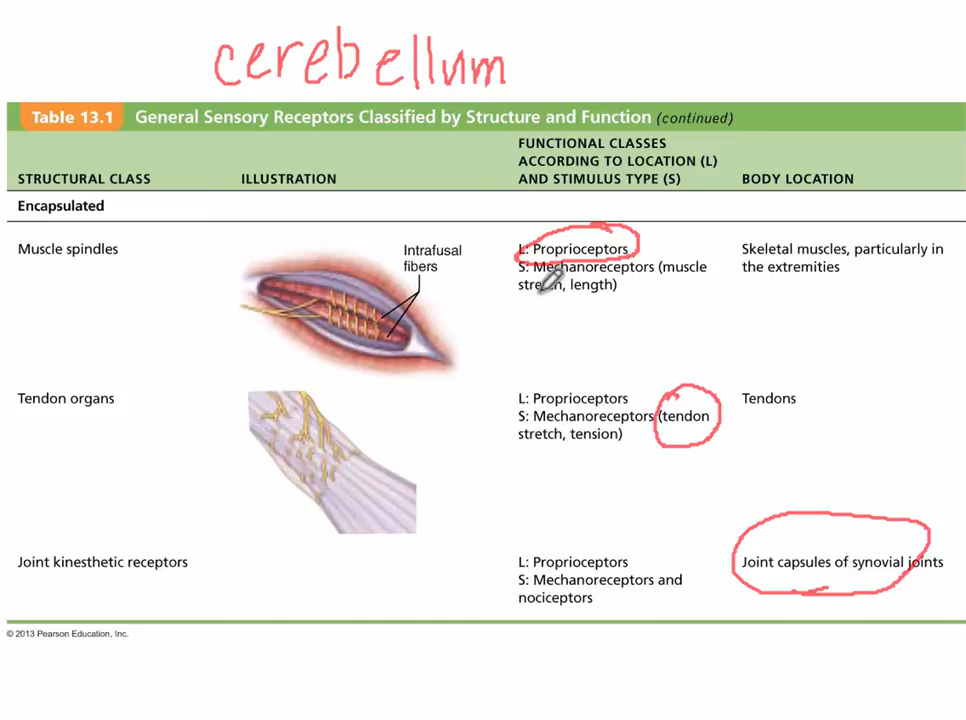 cerebellum
Table 13.1 General Sensory Receptors Classified by Structure and Function (continued)
FUNCTIONAL CLASSES
ACCORDING TO LOCATION (L)
STRUCTURAL CLASS ILLUSTRATION AND STIMULUS TYPE (S) BODY LOCATION
Encapsulated
Muscle spindles Intrafusal L: Proprioceptors Skeletal muscles, particularly in
fibers S: Mechanoreceptors (muscle the extremities
stretch, length)
Tendon organs L: Proprioceptors Tendons
S: Mechanoreceptors (tendon
stretch, tension)
Joint kinesthetic receptors L: Proprioceptors Joint capsules of synovial joints
S: Mechanoreceptors and
nociceptors
© 2013 Pearson Education, Inc.